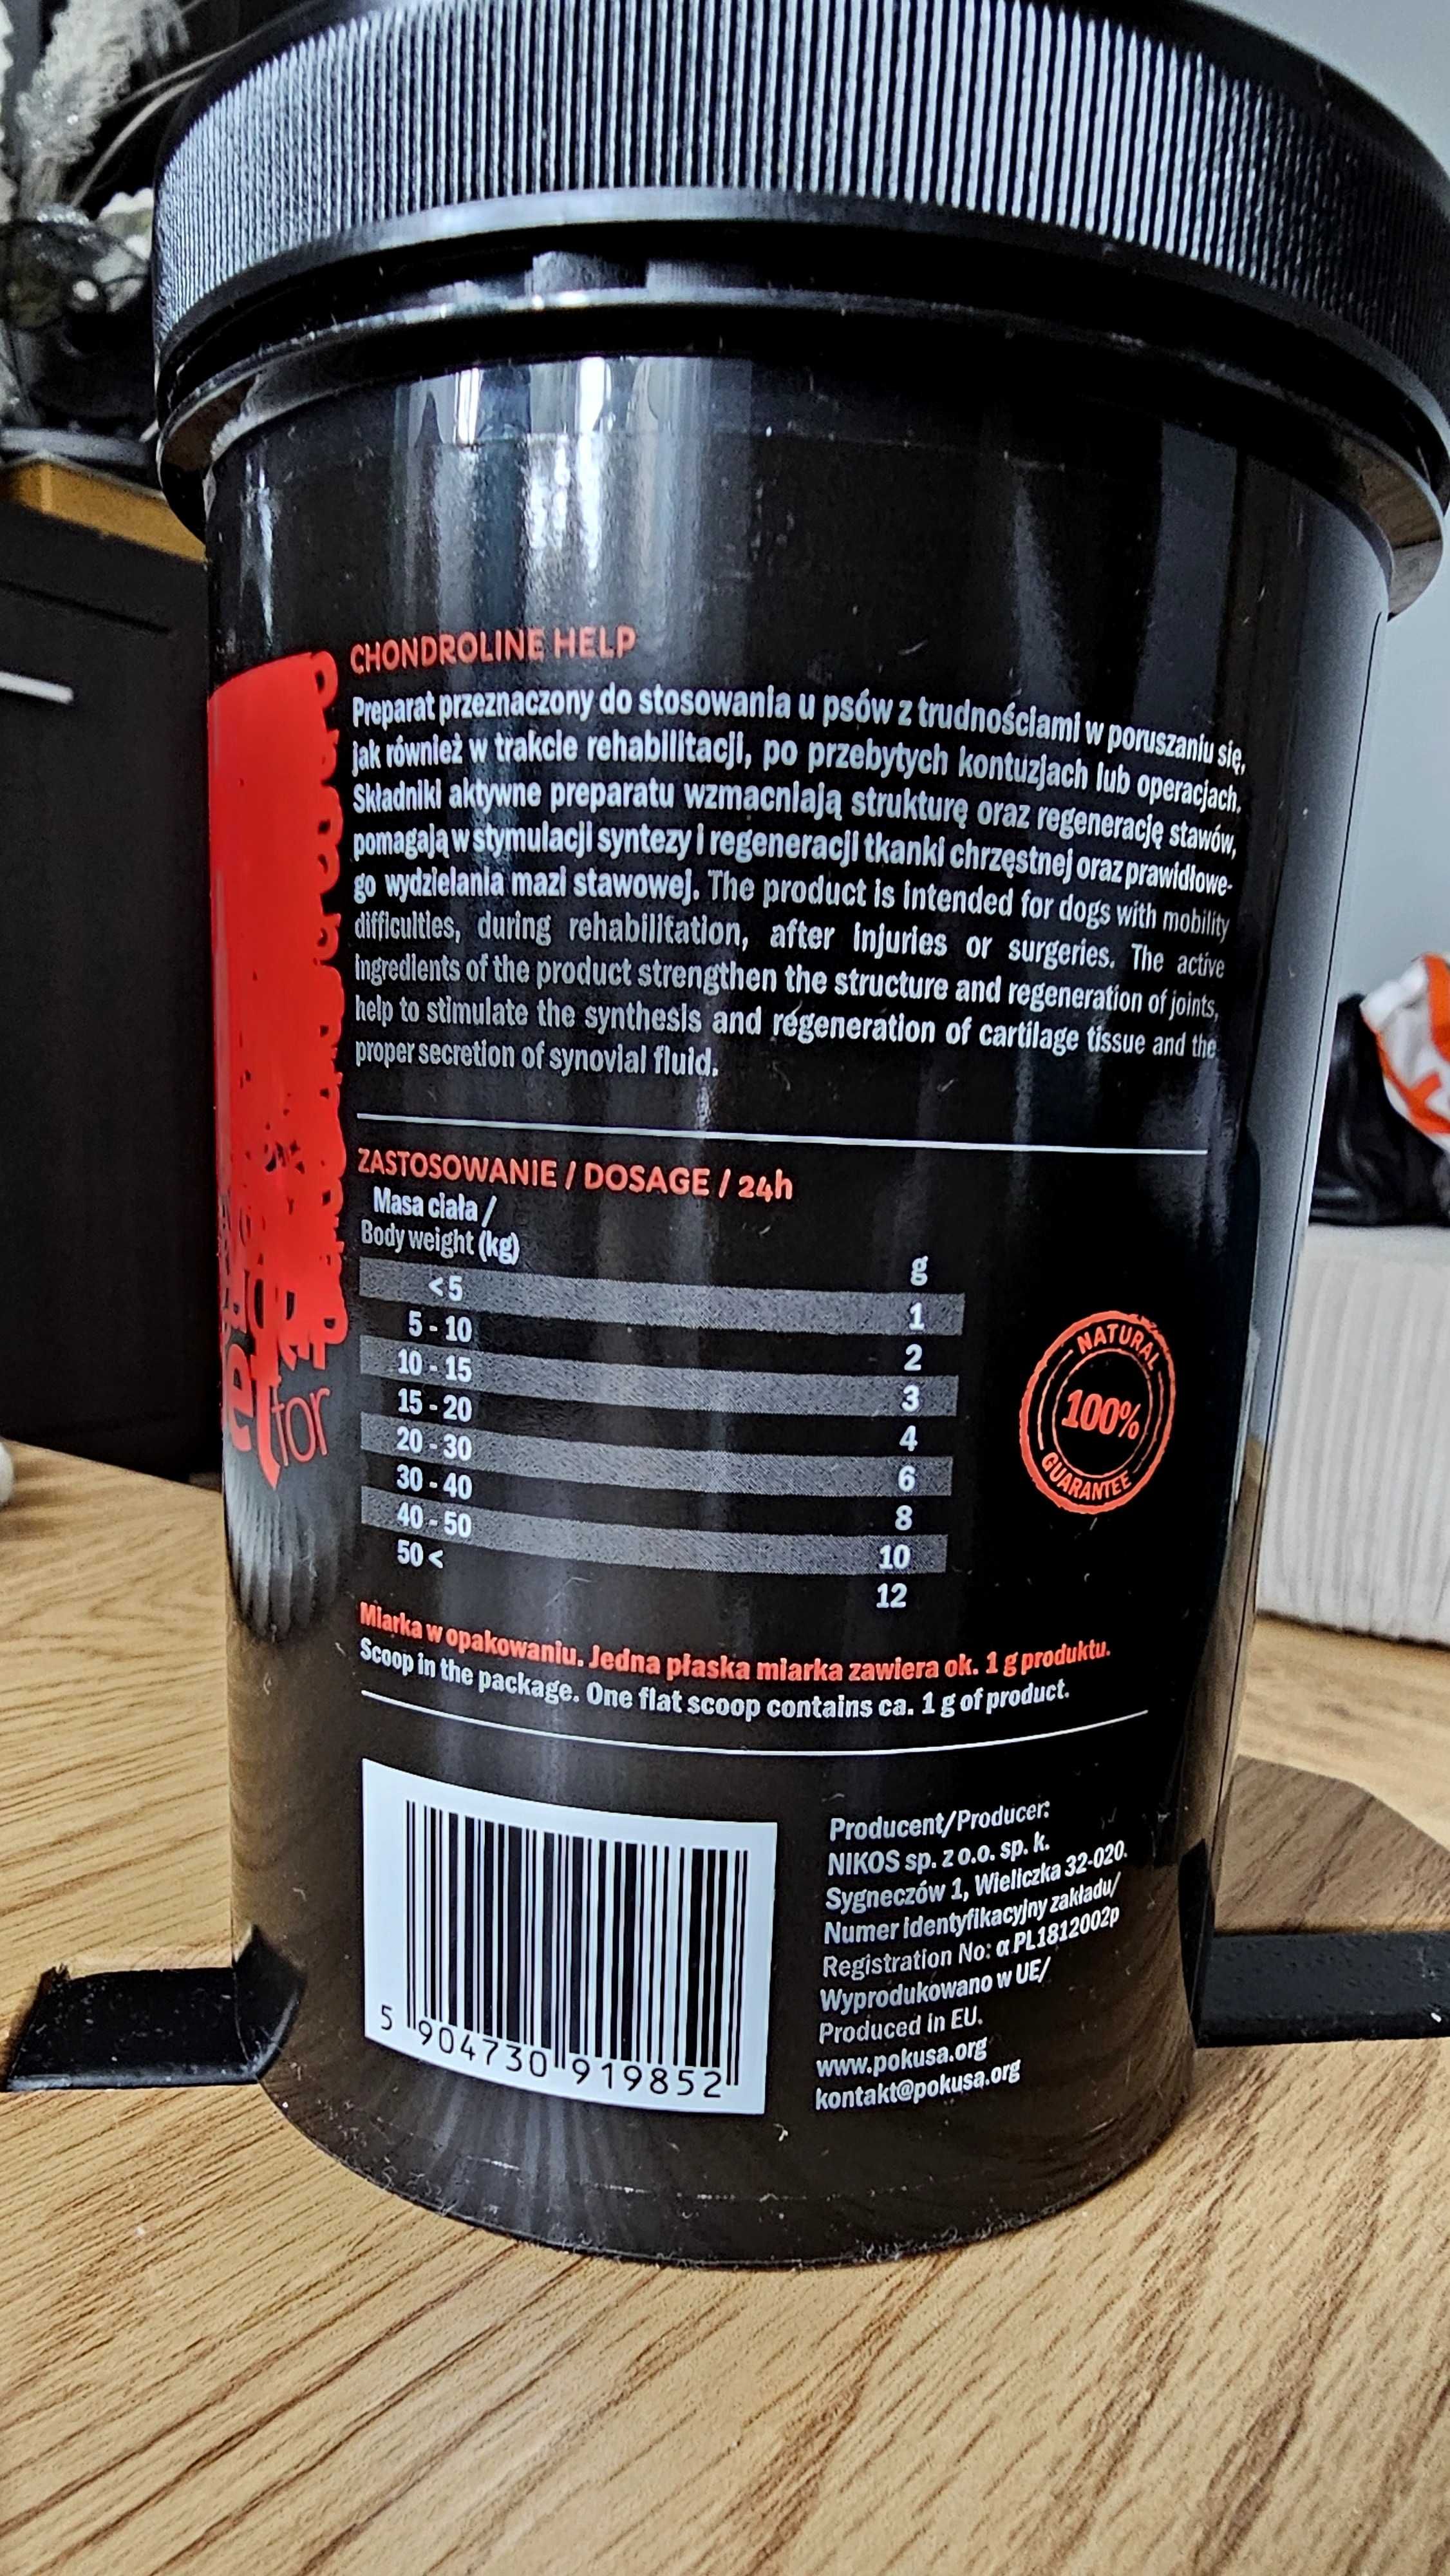 CHONDROLINE HELP
Preparat przeznaczony do stosowania u psów z trudnościami w poruszaniu się,
jak również w trakcie rehabilitacji, po przebytych kontuzjach lub operacjach.
Składniki aktywne preparatu wzmacniają strukturę oraz regenerację stawów,
pomagają w stymulacji syntezy i regeneracji tkanki chrzęstnej oraz prawidłowe-
go wydzielania mazi stawowej. The product is intended for dogs with mobility
difficulties, during rehabilitation, after injuries or surgeries. The active
ingredients of the product strengthen the structure and regeneration of joints,
help to stimulate the synthesis and regeneration of cartilage tissue and the
proper secretion of synovial fluid.
for
ZASTOSOWANIE / DOSAGE / 24h
Masa ciała /
Body weight (kg) g
<5 1
5 - 10 2
10 - 15 3
15 - 20 4
20 - 30 6
30 - 40 8
40 - 50 10
50 < 12
NATURAL
100%
GUARANTEE
Miarka w opakowaniu. Jedna płaska miarka zawiera ok. 1 g produktu.
Scoop in the package. One flat scoop contains ca. 1 g of product.
5 904730 919852
Producent/Producer:
NIKOS sp. z o.o. sp. k.
Sygneczów 1, Wieliczka 32-020.
Numer identyfikacyjny zakładu/
Registration No: α PL1812002p
Wyprodukowano w UE/
Produced in EU.
www.pokusa.org
kontakt@pokusa.org